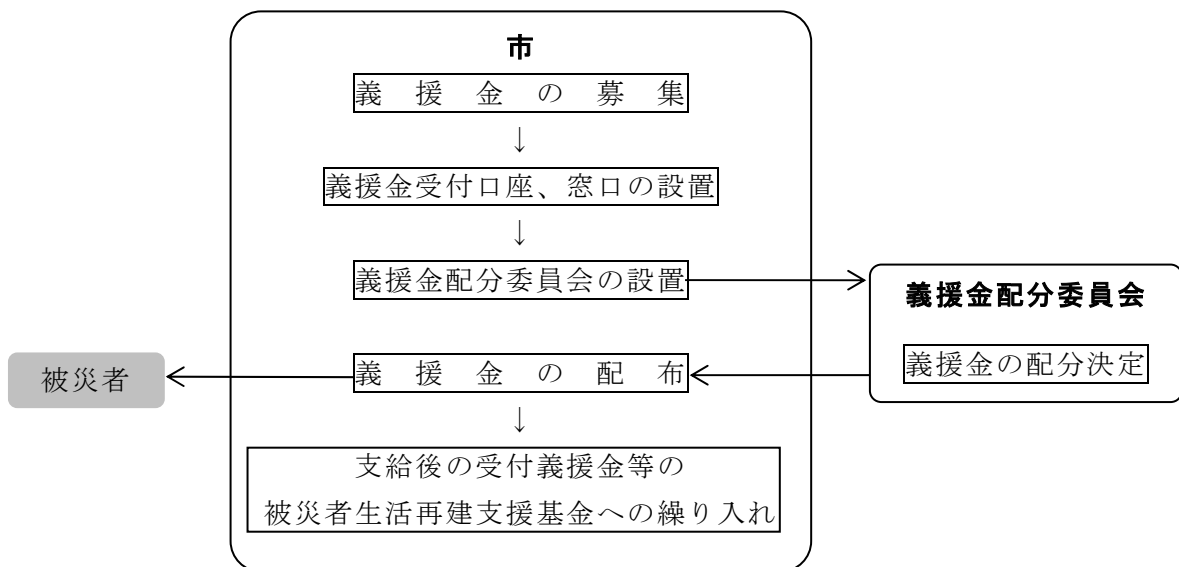 市
義援金の募集
↓
義援金受付口座、窓口の設置
↓
義援金配分委員会の設置
義援金配分委員会
義援金の配分決定
義援金の配布
被災者
↓
支給後の受付義援金等の
被災者生活再建支援基金への繰り入れ